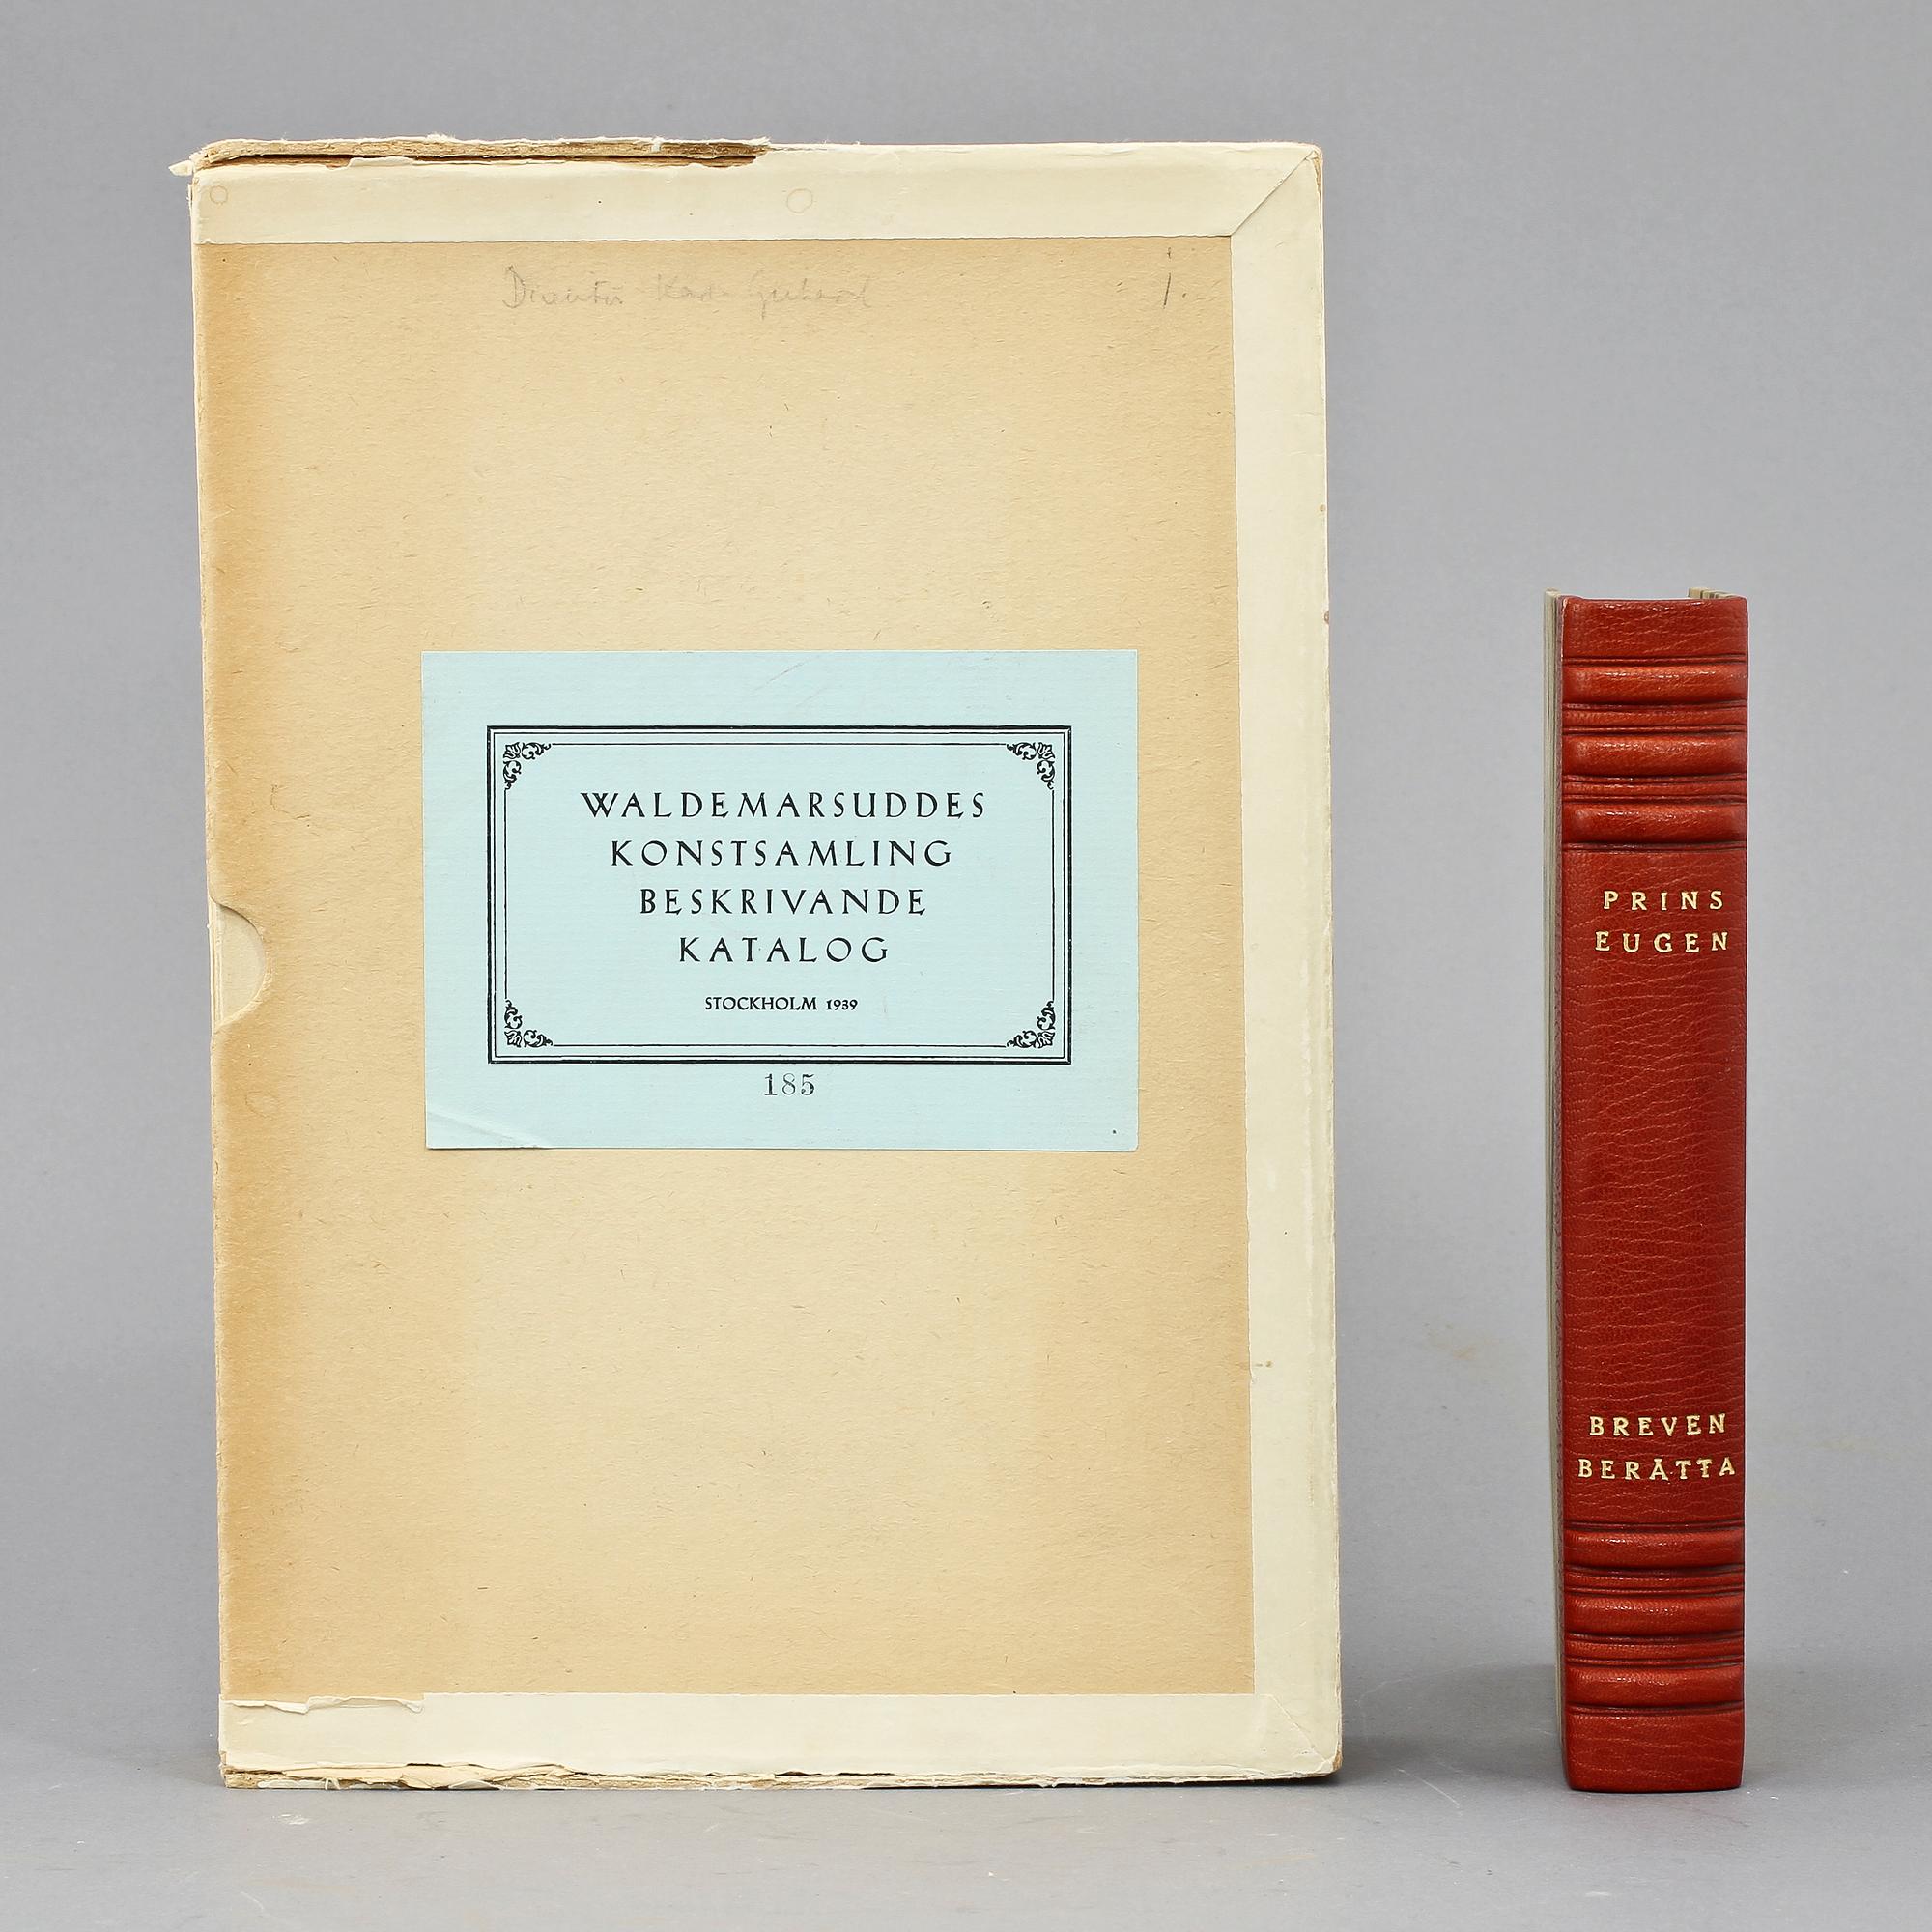 WALDEMARSUDDES
KONSTSAMLING
BESKRIVANDE
KATALOG
STOCKHOLM 1939
185
PRINS
EUGEN
BREVEN
BERÄTTA